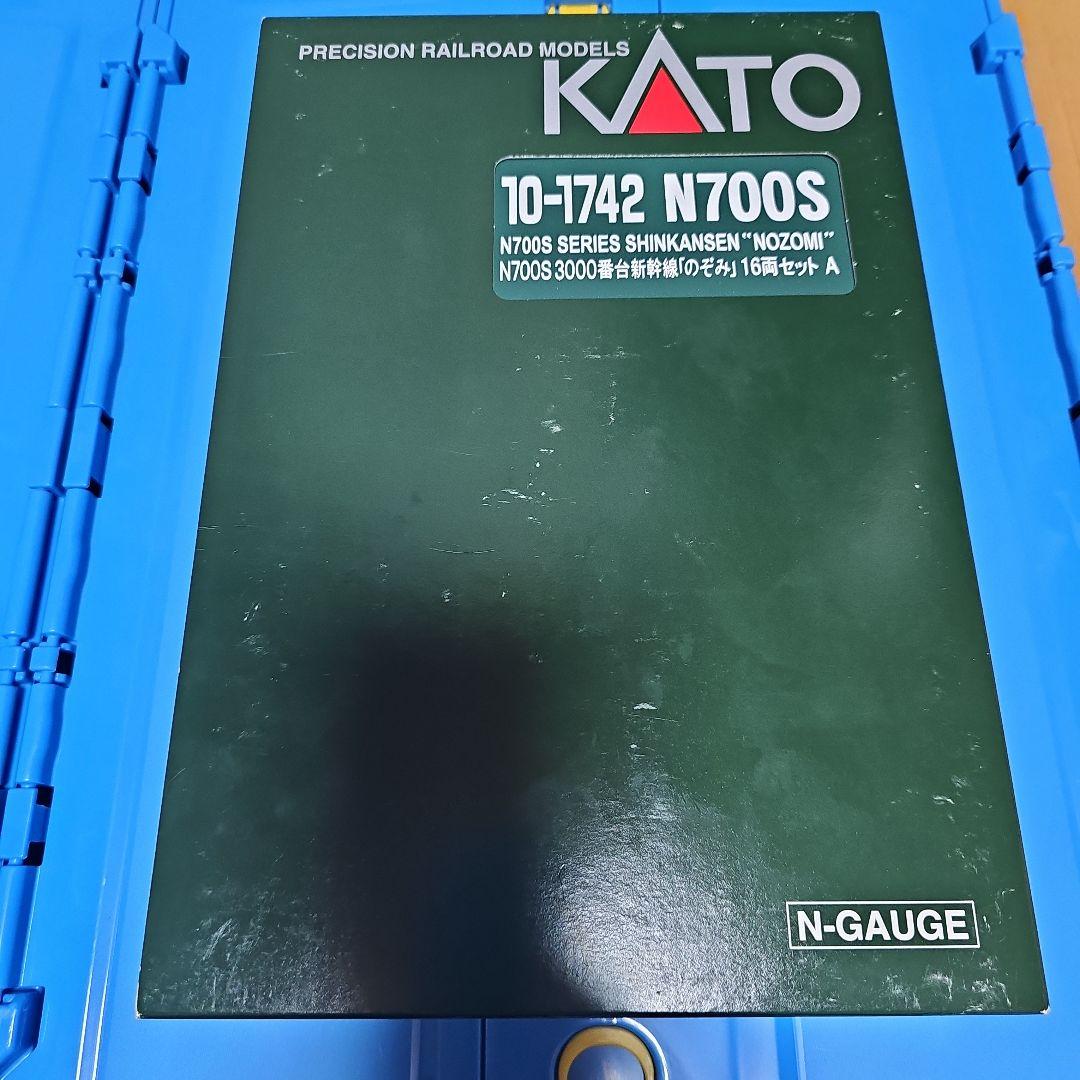 PRECISION RAILROAD MODELS
KATO
10-1742 N700S
N700S SERIES SHINKANSEN "NOZOMI"
N700S 3000番台新幹線「のぞみ」 16両セット A
N-GAUGE